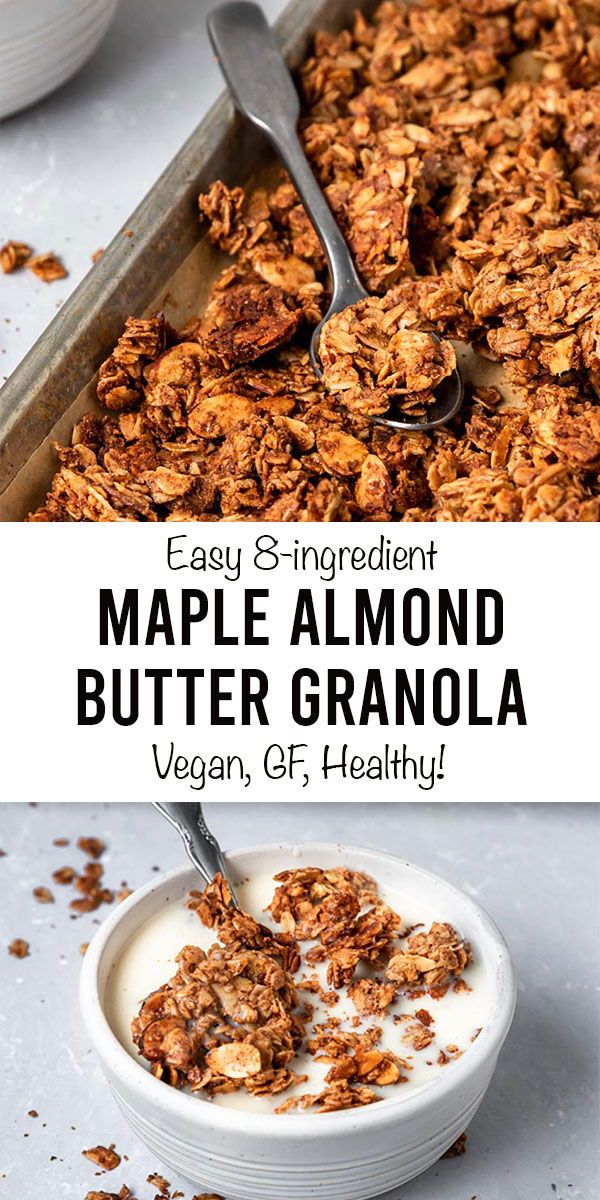 Easy 8-ingredient
MAPLE ALMOND
BUTTER GRANOLA
Vegan, GF, Healthy!